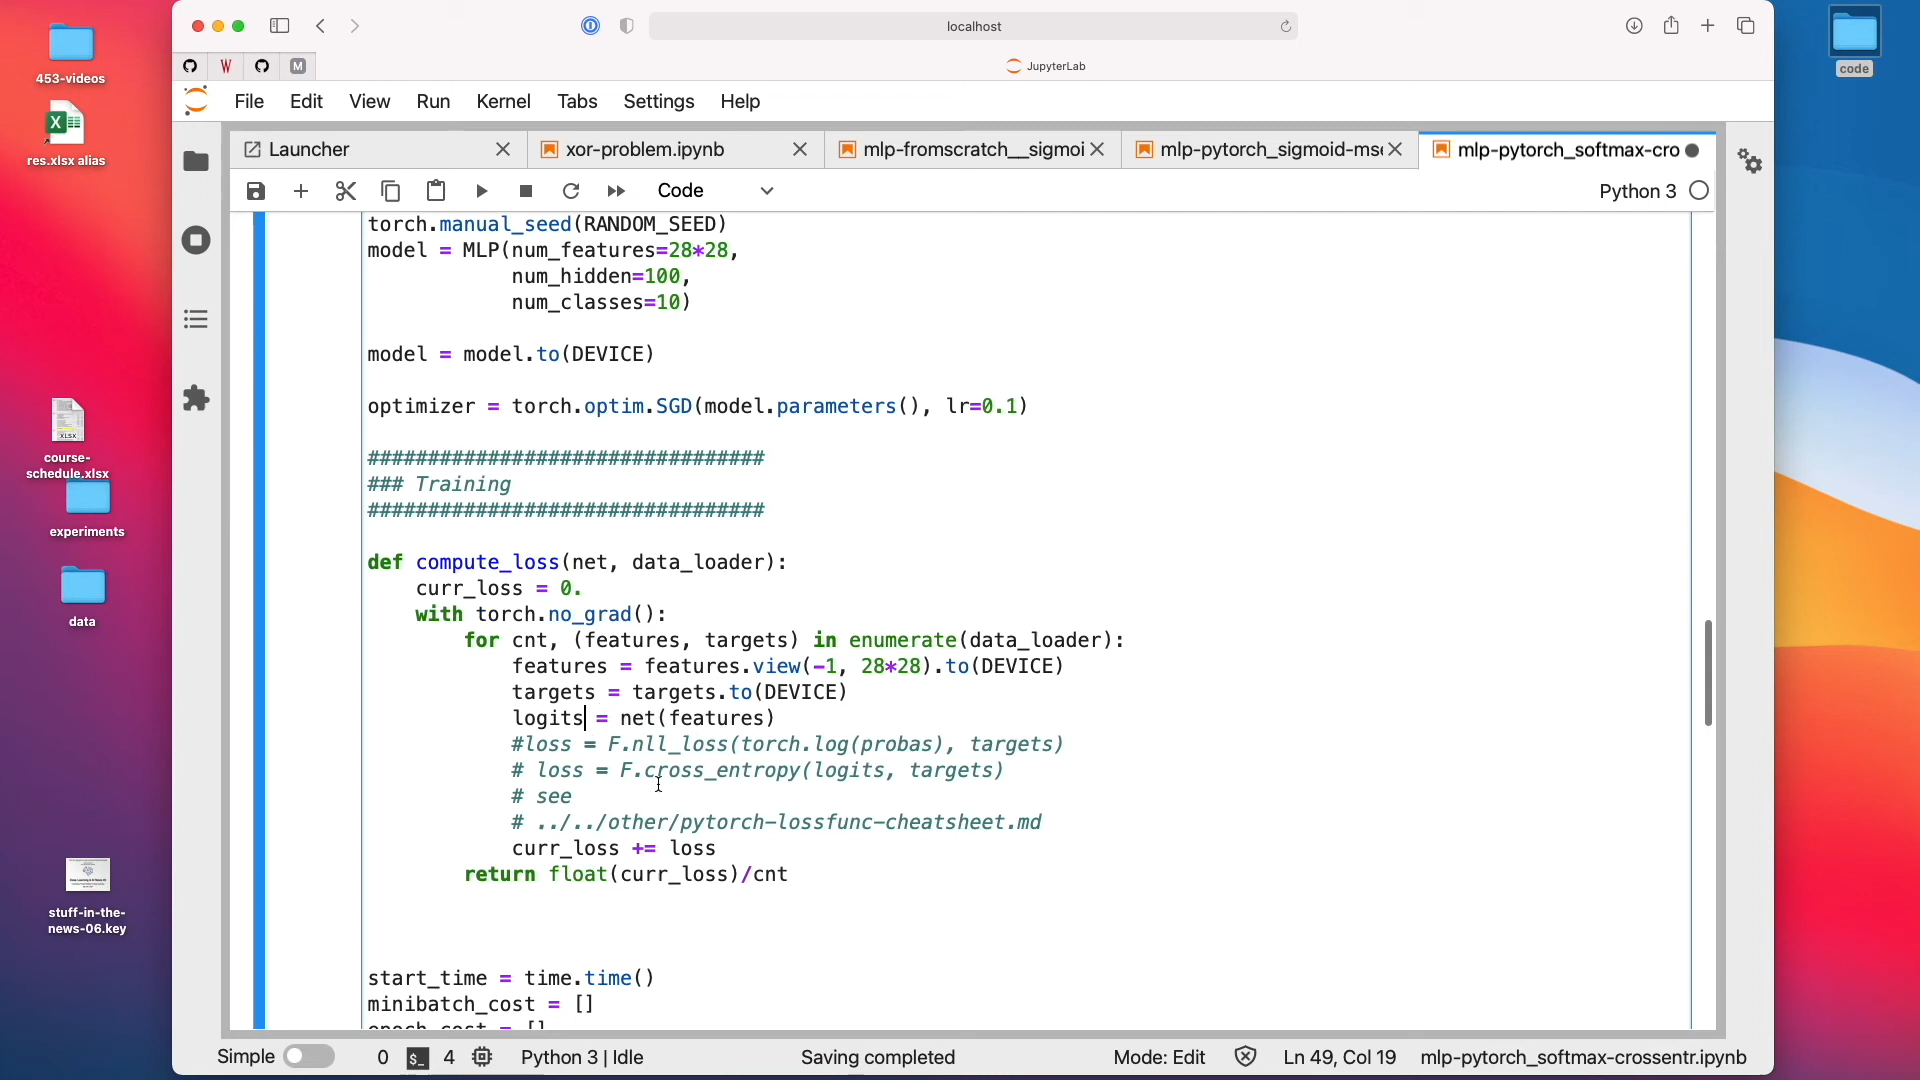 453-videos
res.xlsx alias
XLSX
course-
schedule.xlsx
experiments
data
stuff-in-the-
news-06.key
code
localhost
W
M
JupyterLab
File Edit View Run Kernel Tabs Settings Help
Launcher
xor-problem.ipynb
mlp-fromscratch__sigmoi
mlp-pytorch_sigmoid-ms
mlp-pytorch_softmax-cro
Code
Python 3
torch.manual_seed(RANDOM_SEED)
model = MLP(num_features=28*28,
num_hidden=100,
num_classes=10)
model = model.to(DEVICE)
optimizer = torch.optim.SGD(model.parameters(), lr=0.1)
#################################
### Training
#################################
def compute_loss(net, data_loader):
curr_loss = 0.
with torch.no_grad():
for cnt, (features, targets) in enumerate(data_loader):
features = features.view(-1, 28*28).to(DEVICE)
targets = targets.to(DEVICE)
logits = net(features)
#loss = F.nll_loss(torch.log(probas), targets)
# loss = F.cross_entropy(logits, targets)
# see
# ../../other/pytorch-lossfunc-cheatsheet.md
curr_loss += loss
return float(curr_loss)/cnt
start_time = time.time()
minibatch_cost = []
epoch_cost = []
Simple 0 $_ 4 Python 3 | Idle Saving completed Mode: Edit Ln 49, Col 19 mlp-pytorch_softmax-crossentr.ipynb